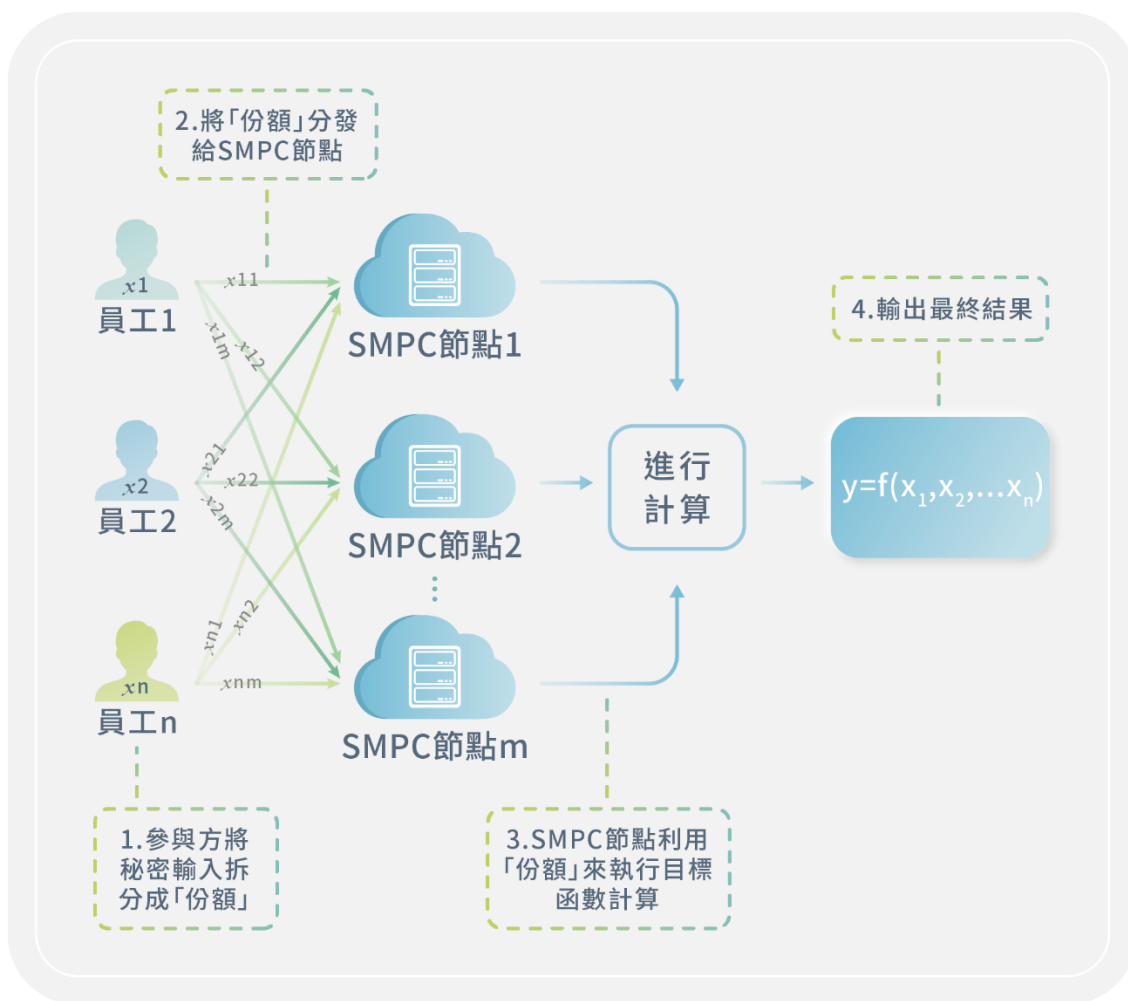 2.將「份額」分發
給SMPC節點
x1
員工1
x11
x12
x1m
SMPC節點1
4.輸出最終結果
x2
員工2
x21
x22
x2m
SMPC節點2
進行
計算
y=f(x1,x2,...xn)
xn
員工n
xn1
xn2
xnm
SMPC節點m
1.參與方將
秘密輸入拆
分成「份額」
3.SMPC節點利用
「份額」來執行目標
函數計算